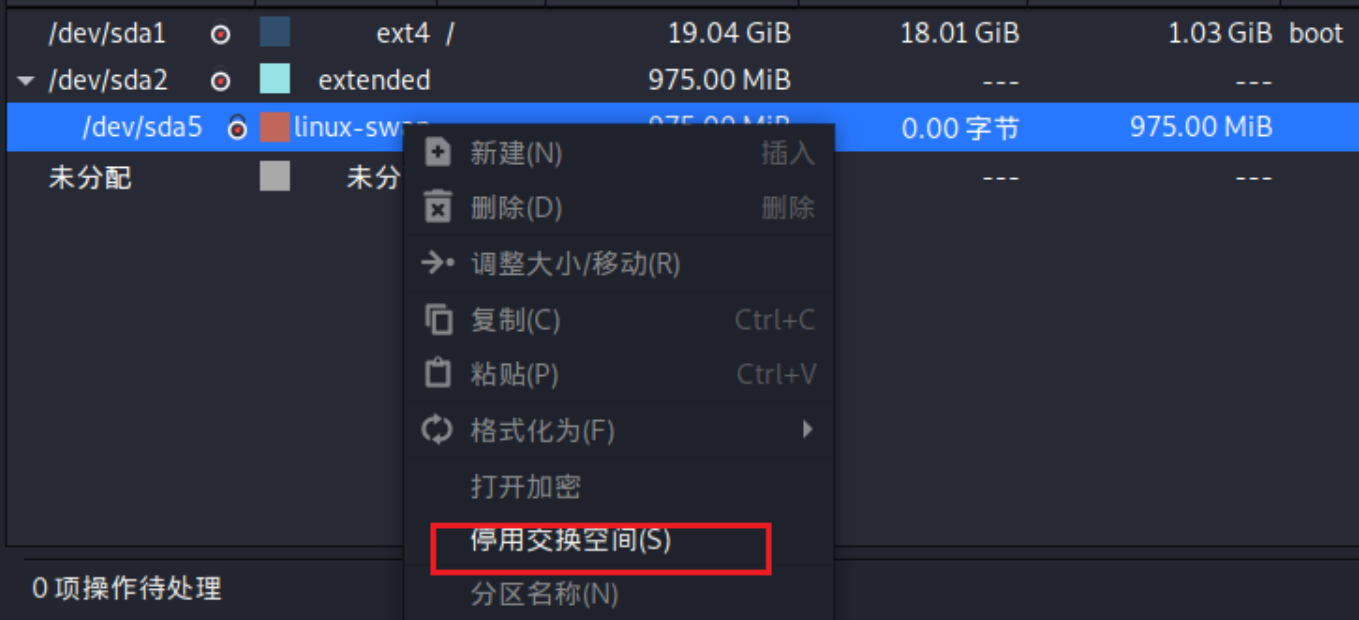 /dev/sda1 ext4 / 19.04 GiB 18.01 GiB 1.03 GiB boot
/dev/sda2 extended 975.00 MiB --- ---
/dev/sda5 linux-swap 975.00 MiB 0.00 字节 975.00 MiB
未分配 未分 --- ---
新建(N) 插入
删除(D) 删除
调整大小/移动(R)
复制(C) Ctrl+C
粘贴(P) Ctrl+V
格式化为(F)
打开加密
停用交换空间(S)
分区名称(N)
0 项操作待处理